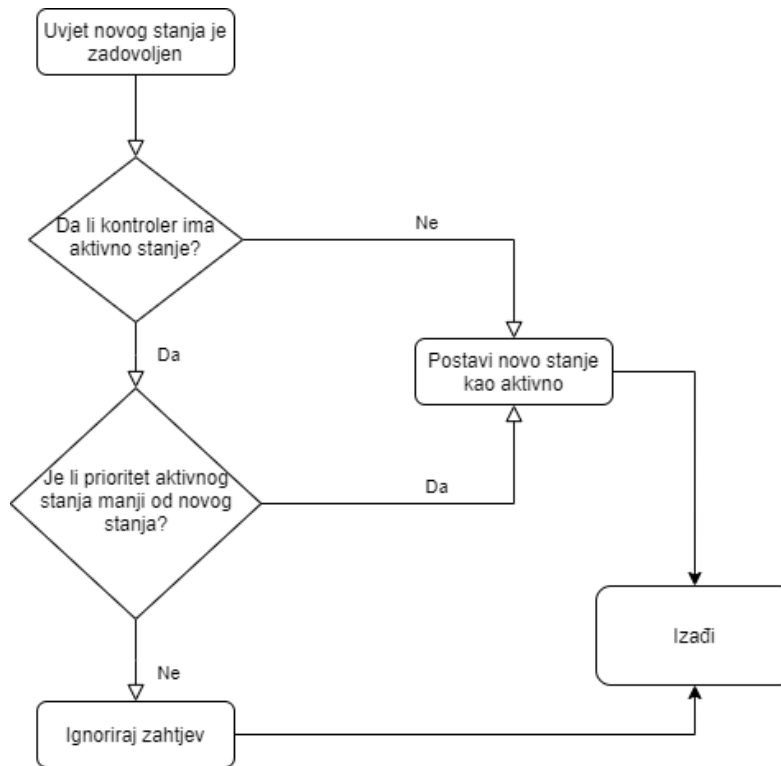 Uvjet novog stanja je
zadovoljen
Da li kontroler ima
aktivno stanje?
Ne
Da
Postavi novo stanje
kao aktivno
Je li prioritet aktivnog
stanja manji od novog
stanja?
Da
Izađi
Ne
Ignoriraj zahtjev